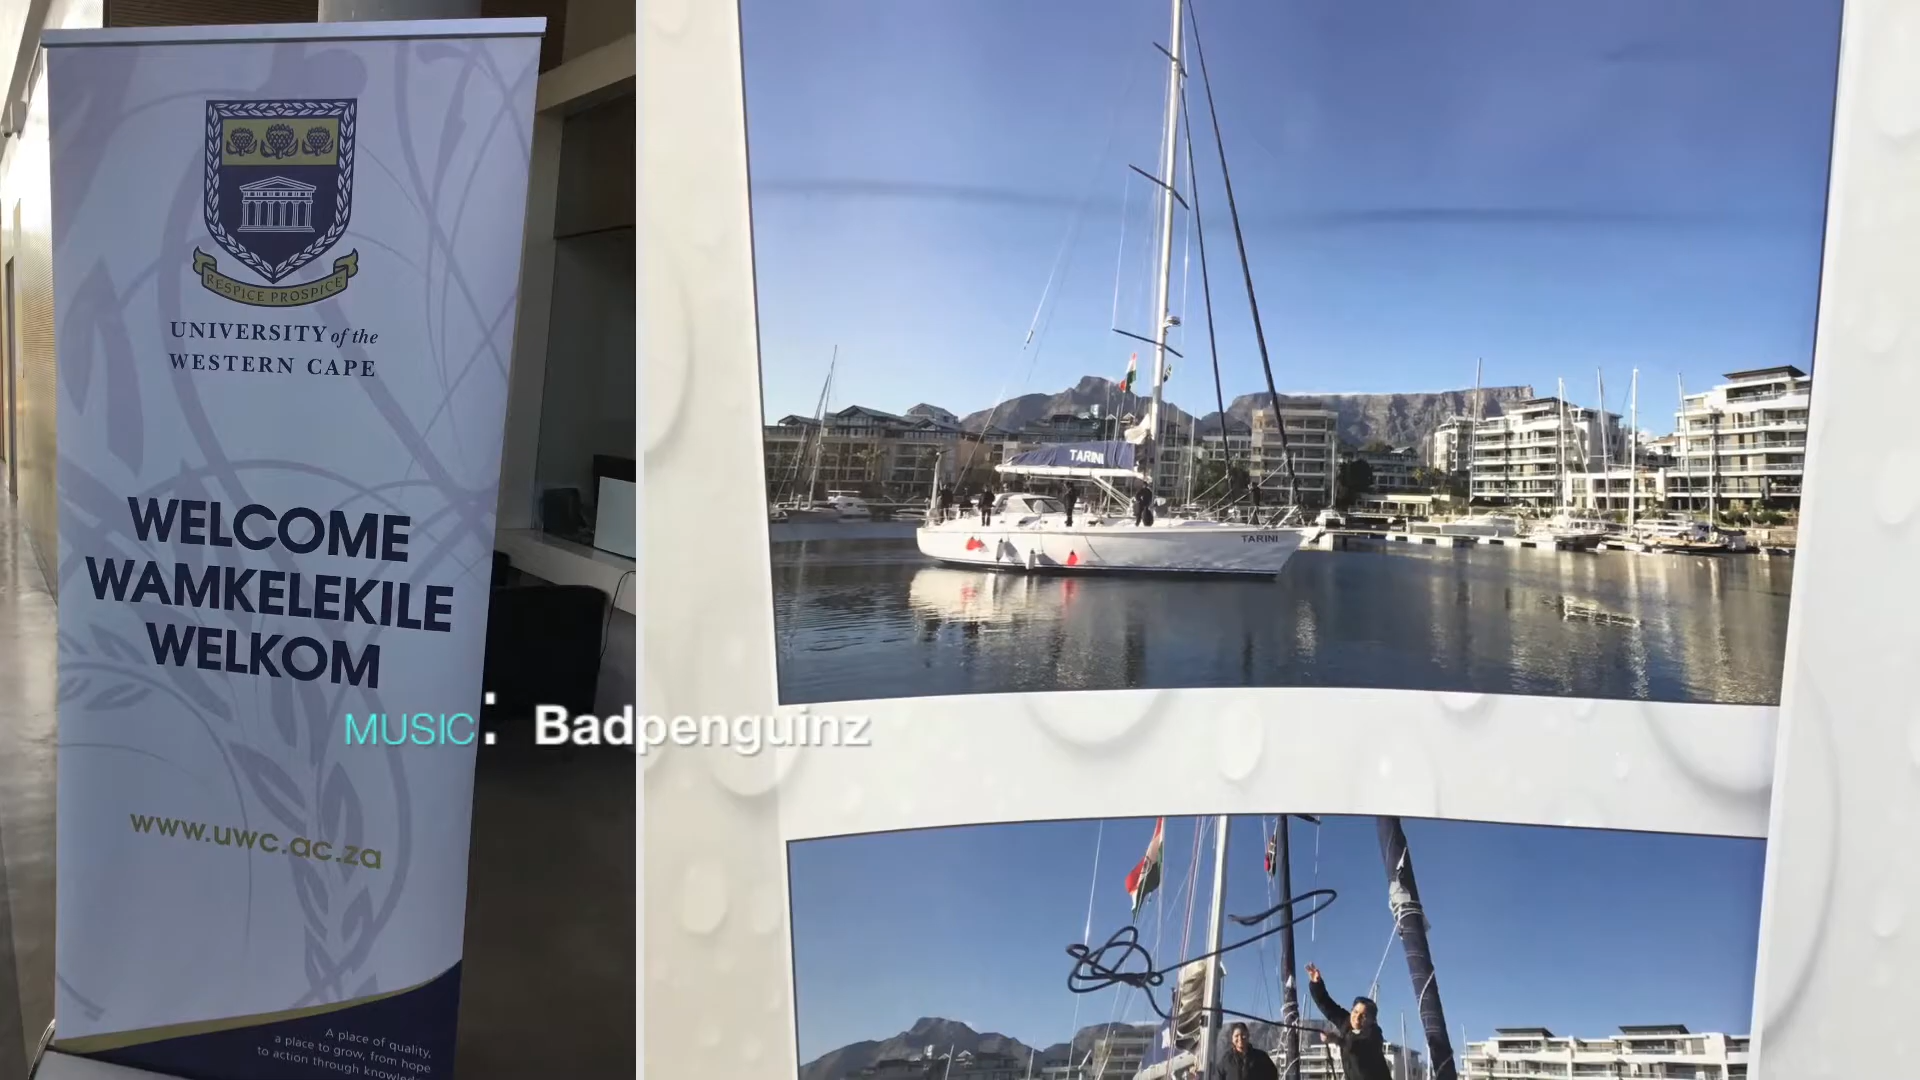 RESPICE PROSPICE
UNIVERSITY of the
WESTERN CAPE
WELCOME
WAMKELEKILE
WELKOM
www.uwc.ac.za
A place of quality,
a place to grow, from hope
to action through
MUSIC: Badpenguinz
TARINI
TARINI